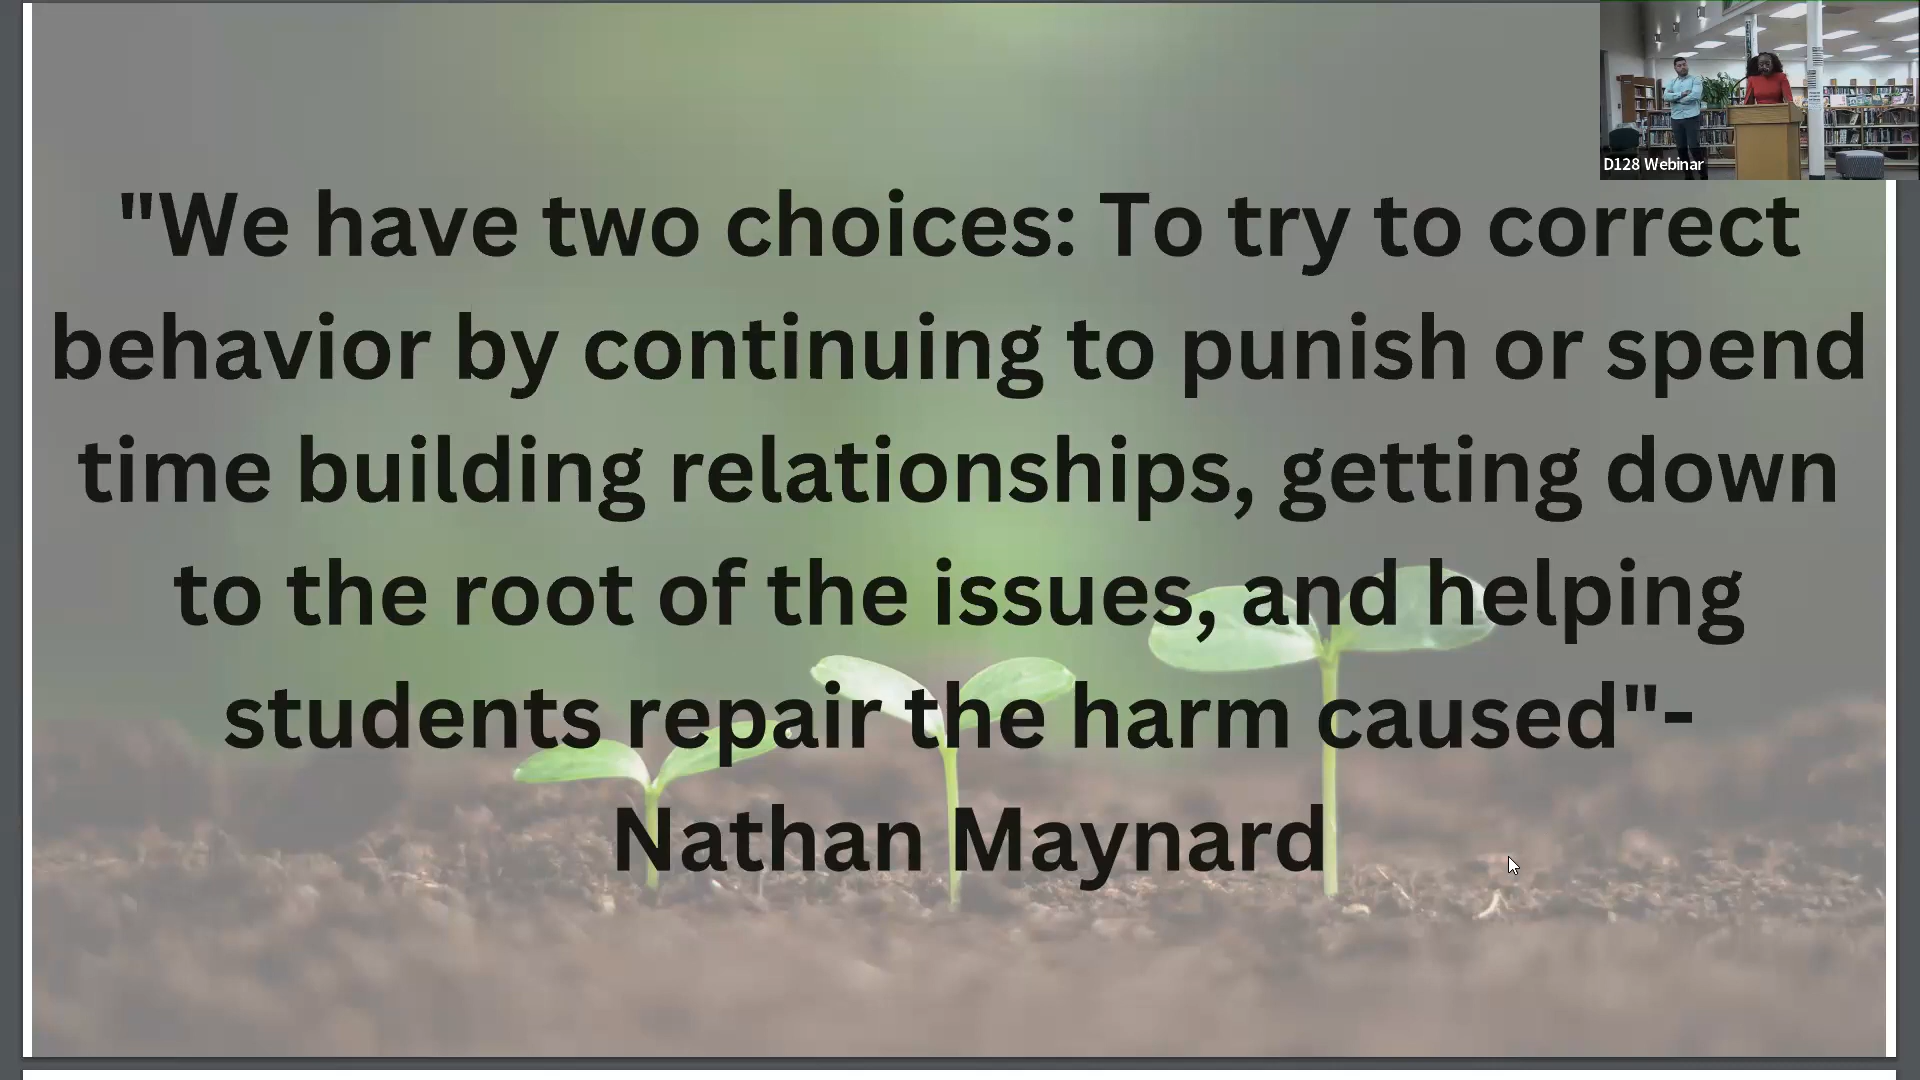 D128 Webinar
"We have two choices: To try to correct
behavior by continuing to punish or spend
time building relationships, getting down
to the root of the issues, and helping
students repair the harm caused"-
Nathan Maynard